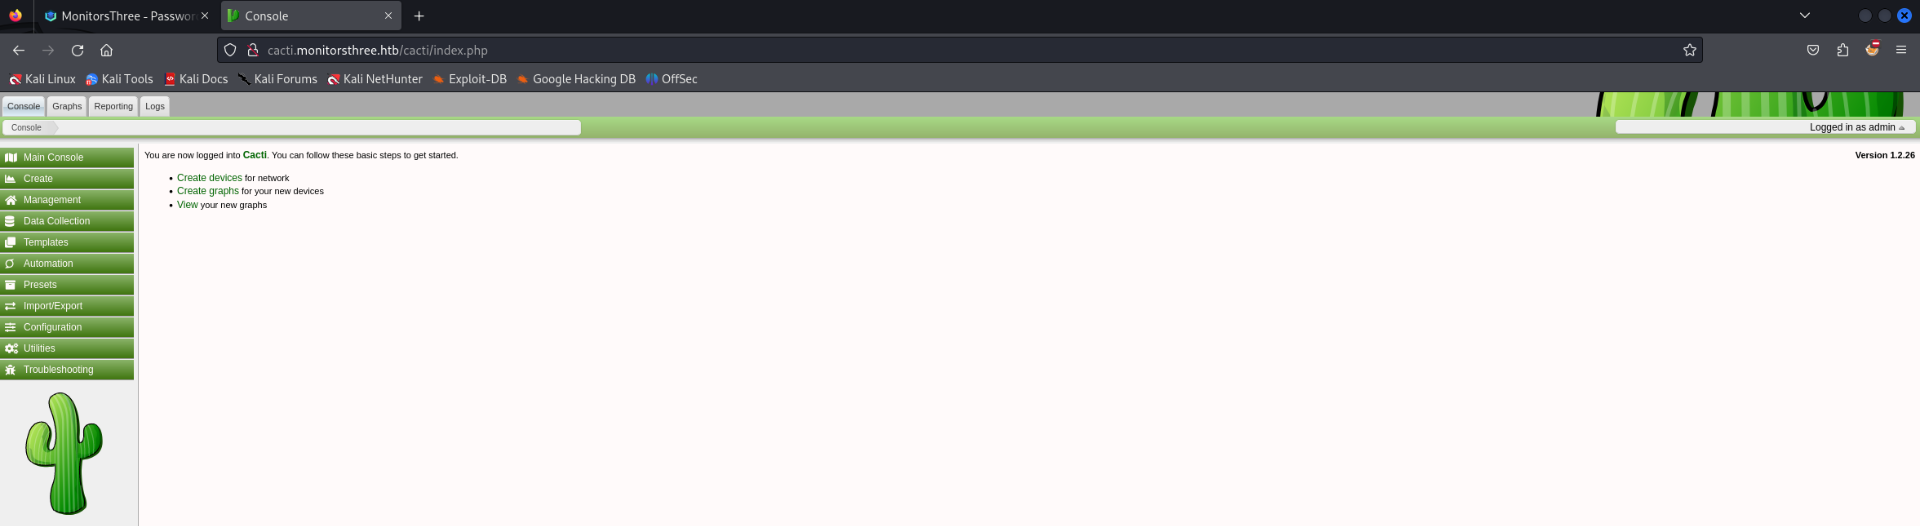 MonitorsThree - Passwor
Console
cacti.monitorsthree.htb/cacti/index.php
Kali Linux Kali Tools Kali Docs Kali Forums Kali NetHunter Exploit-DB Google Hacking DB OffSec
Console Graphs Reporting Logs
Console
Logged in as admin
Main Console
Create
Management
Data Collection
Templates
Automation
Presets
Import/Export
Configuration
Utilities
Troubleshooting
You are now logged into Cacti. You can follow these basic steps to get started.
Version 1.2.26
• Create devices for network
• Create graphs for your new devices
• View your new graphs